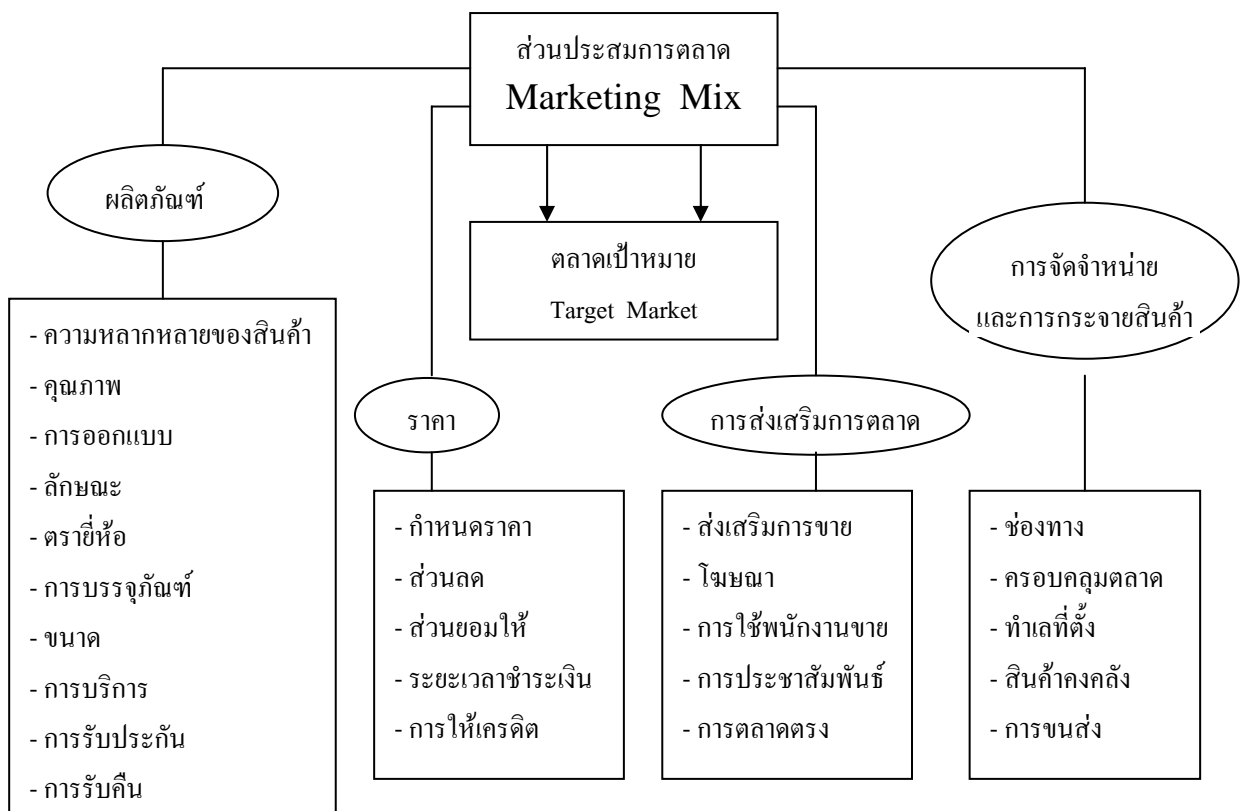 ส่วนประสมการตลาด
Marketing Mix
ผลิตภัณฑ์
ตลาดเป้าหมาย
Target Market
การจัดจำหน่าย
และการกระจายสินค้า
ราคา
การส่งเสริมการตลาด
- ความหลากหลายของสินค้า
- คุณภาพ
- การออกแบบ
- ลักษณะ
- ตรายี่ห้อ
- การบรรจุภัณฑ์
- ขนาด
- การบริการ
- การรับประกัน
- การรับคืน
- กำหนดราคา
- ส่วนลด
- ส่วนยอมให้
- ระยะเวลาชำระเงิน
- การให้เครดิต
- ส่งเสริมการขาย
- โฆษณา
- การใช้พนักงานขาย
- การประชาสัมพันธ์
- การตลาดตรง
- ช่องทาง
- ครอบคลุมตลาด
- ทำเลที่ตั้ง
- สินค้าคงคลัง
- การขนส่ง